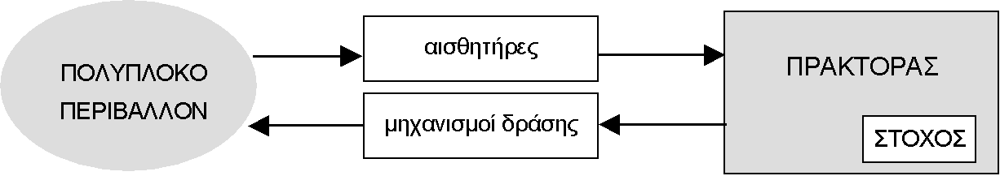 ΠΟΛΥΠΛΟΚΟ
ΠΕΡΙΒΑΛΛΟΝ
αισθητήρες
μηχανισμοί δράσης
ΠΡΑΚΤΟΡΑΣ
ΣΤΟΧΟΣ